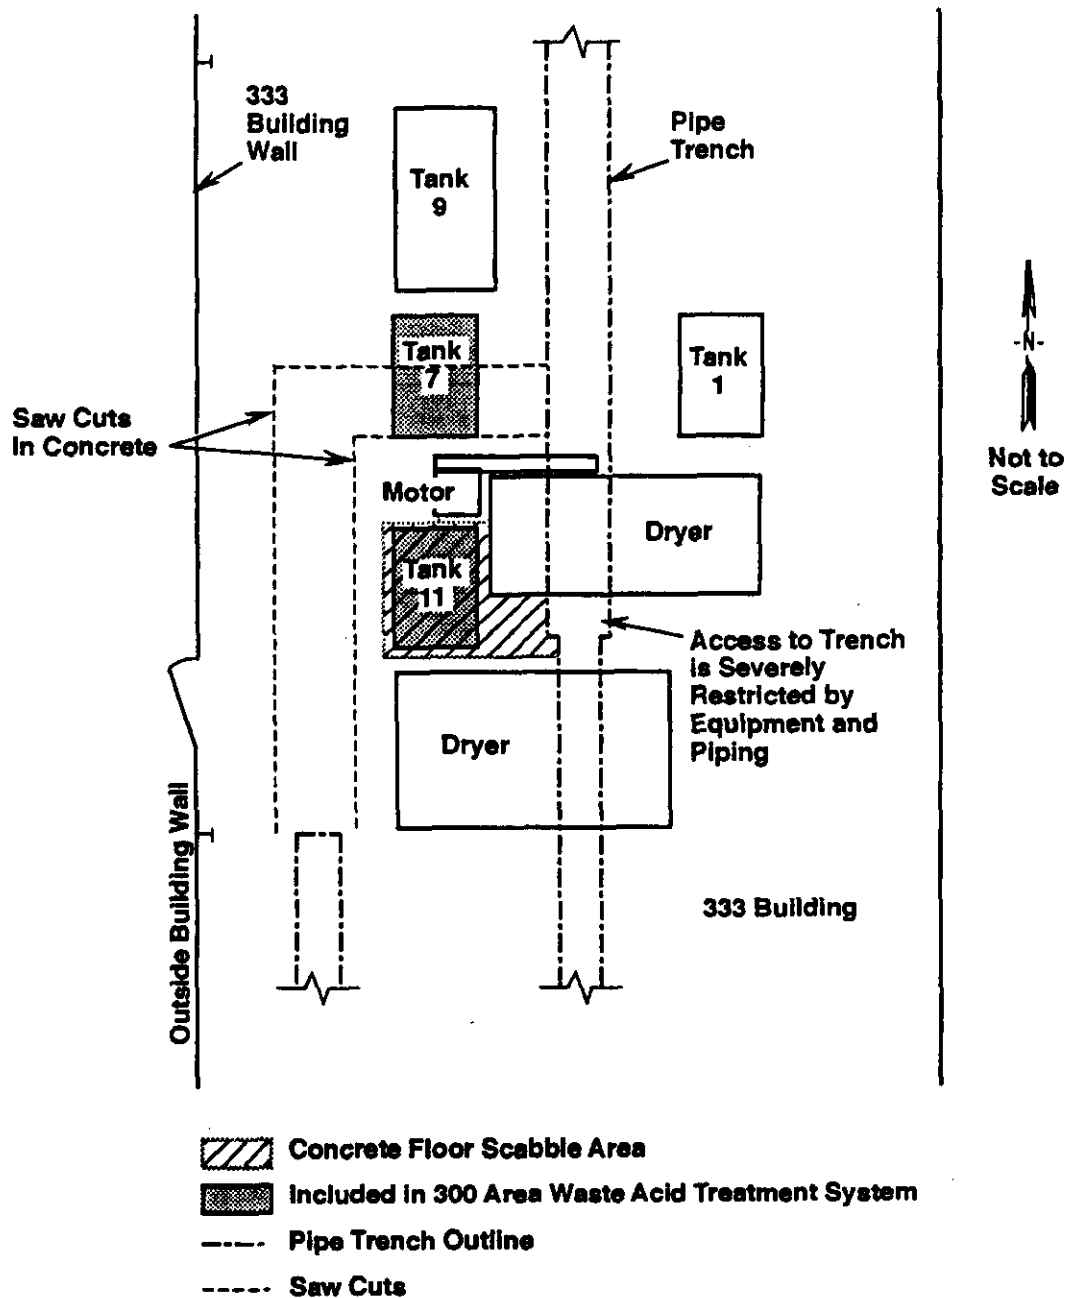 333
Building
Wall
Pipe
Trench
Tank
9
Tank
7
Tank
1
Saw Cuts
In Concrete
-N-
Not to
Scale
Motor
Dryer
Tank
11
Access to Trench
is Severely
Restricted by
Equipment and
Piping
Dryer
Outside Building Wall
333 Building
Concrete Floor Scabble Area
Included in 300 Area Waste Acid Treatment System
Pipe Trench Outline
Saw Cuts